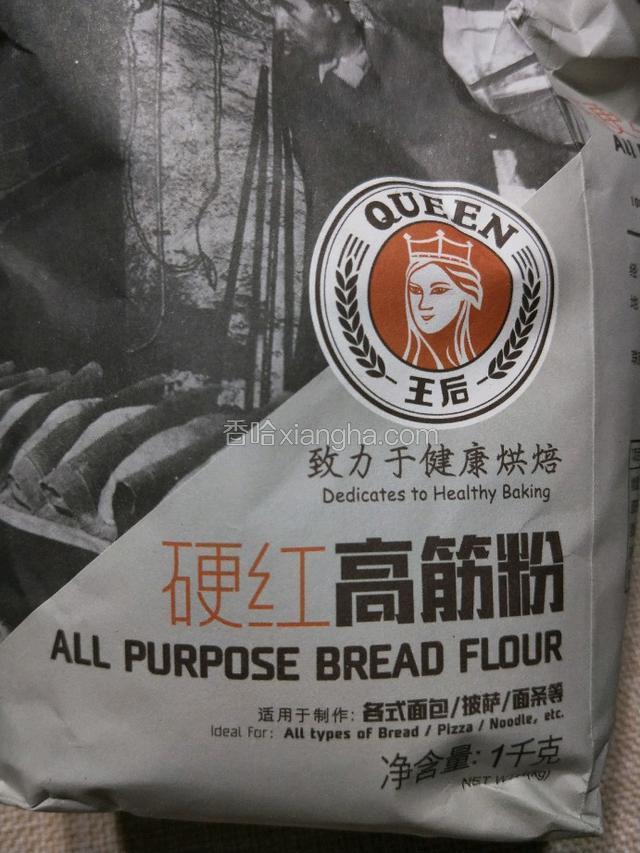 QUEEN
王后
香哈xiangha.com
致力于健康烘焙
Dedicates to Healthy Baking
硬红高筋粉
ALL PURPOSE BREAD FLOUR
适用于制作: 各式面包/披萨/面条等
Ideal For: All types of Bread / Pizza / Noodle, etc.
净含量: 1千克